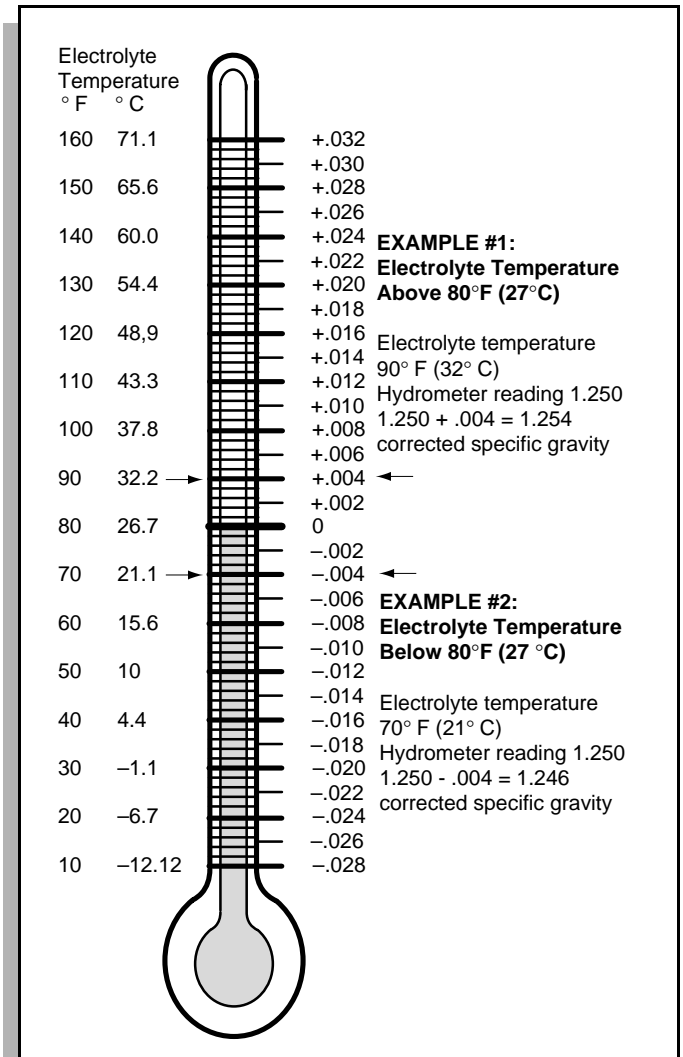 Electrolyte
Temperature
° F ° C
160 71.1 +.032
+.030
150 65.6 +.028
+.026
140 60.0 +.024
+.022
130 54.4 +.020
+.018
120 48,9 +.016
+.014
110 43.3 +.012
+.010
100 37.8 +.008
+.006
90 32.2 +.004
+.002
80 26.7 0
–.002
70 21.1 –.004
–.006
60 15.6 –.008
–.010
50 10 –.012
–.014
40 4.4 –.016
–.018
30 –1.1 –.020
–.022
20 –6.7 –.024
–.026
10 –12.12 –.028
EXAMPLE #1:
Electrolyte Temperature
Above 80°F (27°C)
Electrolyte temperature
90° F (32° C)
Hydrometer reading 1.250
1.250 + .004 = 1.254
corrected specific gravity
EXAMPLE #2:
Electrolyte Temperature
Below 80°F (27 °C)
Electrolyte temperature
70° F (21° C)
Hydrometer reading 1.250
1.250 - .004 = 1.246
corrected specific gravity